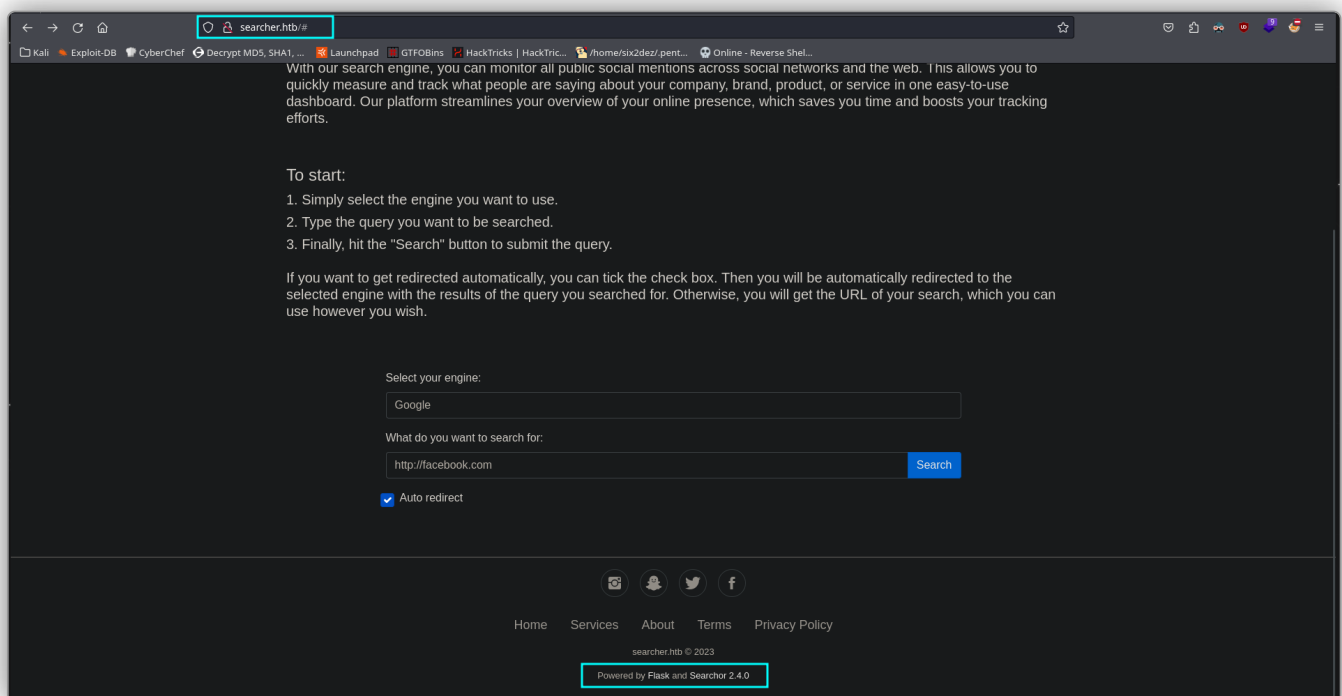 searcher.htb/#
9
Kali Exploit-DB CyberChef Decrypt MD5, SHA1, ... Launchpad GTFOBins HackTricks | HackTric... /home/six2dez/.pent... Online - Reverse Shel...
With our search engine, you can monitor all public social mentions across social networks and the web. This allows you to
quickly measure and track what people are saying about your company, brand, product, or service in one easy-to-use
dashboard. Our platform streamlines your overview of your online presence, which saves you time and boosts your tracking
efforts.
To start:
1. Simply select the engine you want to use.
2. Type the query you want to be searched.
3. Finally, hit the "Search" button to submit the query.
If you want to get redirected automatically, you can tick the check box. Then you will be automatically redirected to the
selected engine with the results of the query you searched for. Otherwise, you will get the URL of your search, which you can
use however you wish.
Select your engine:
Google
What do you want to search for:
http://facebook.com Search
Auto redirect
Home Services About Terms Privacy Policy
searcher.htb © 2023
Powered by Flask and Searchor 2.4.0